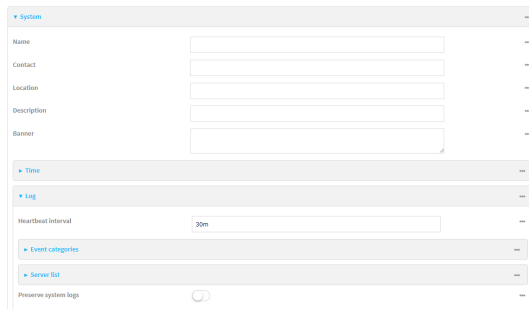 System
Name
Contact
Location
Description
Banner
Time
Log
Heartbeat interval
30m
Event categories
Server list
Preserve system logs